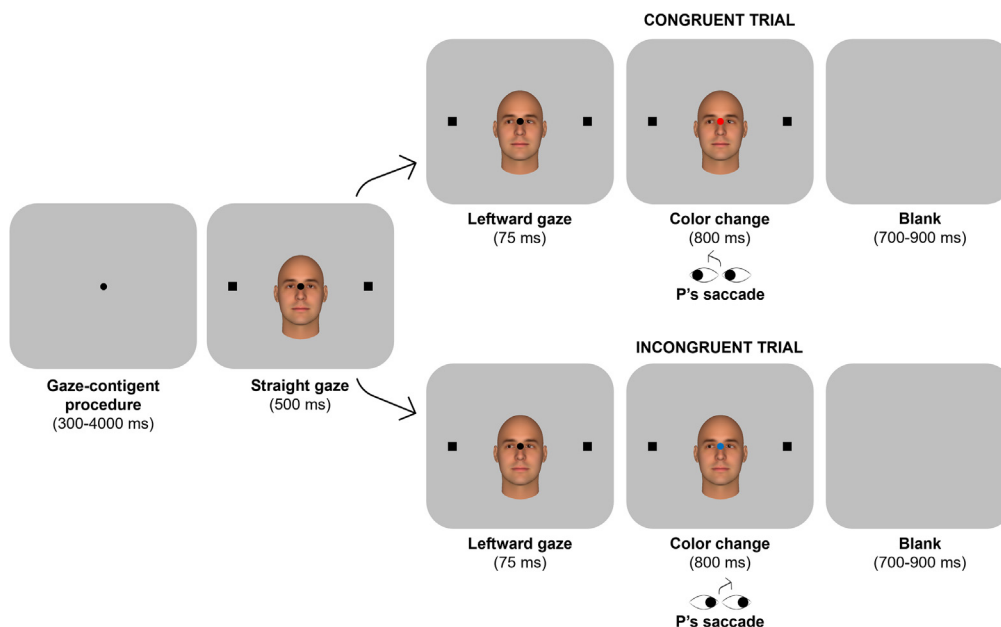 CONGRUENT TRIAL
Leftward gaze
(75 ms)
Color change
(800 ms)
Blank
(700-900 ms)
P's saccade
Gaze-contigent
procedure
(300-4000 ms)
Straight gaze
(500 ms)
INCONGRUENT TRIAL
Leftward gaze
(75 ms)
Color change
(800 ms)
Blank
(700-900 ms)
P's saccade